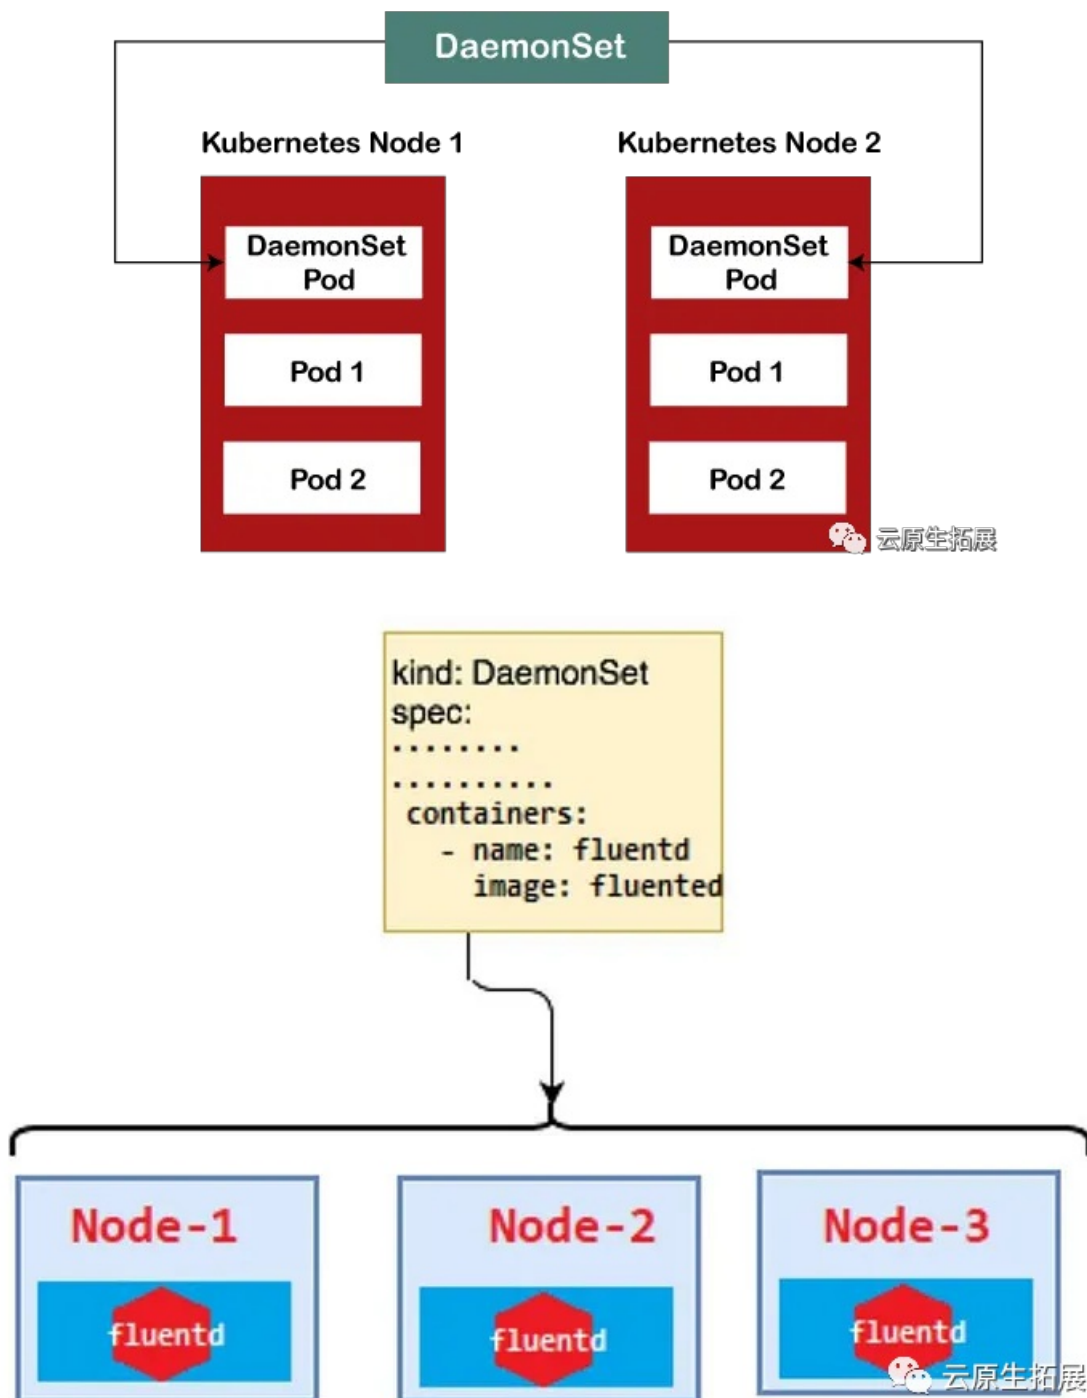 DaemonSet
Kubernetes Node 1
Kubernetes Node 2
DaemonSet
Pod
Pod 1
Pod 2
DaemonSet
Pod
Pod 1
Pod 2
云原生拓展
kind: DaemonSet
spec:
........
..........
containers:
- name: fluentd
image: fluented
Node-1
fluentd
Node-2
fluentd
Node-3
fluentd
云原生拓展